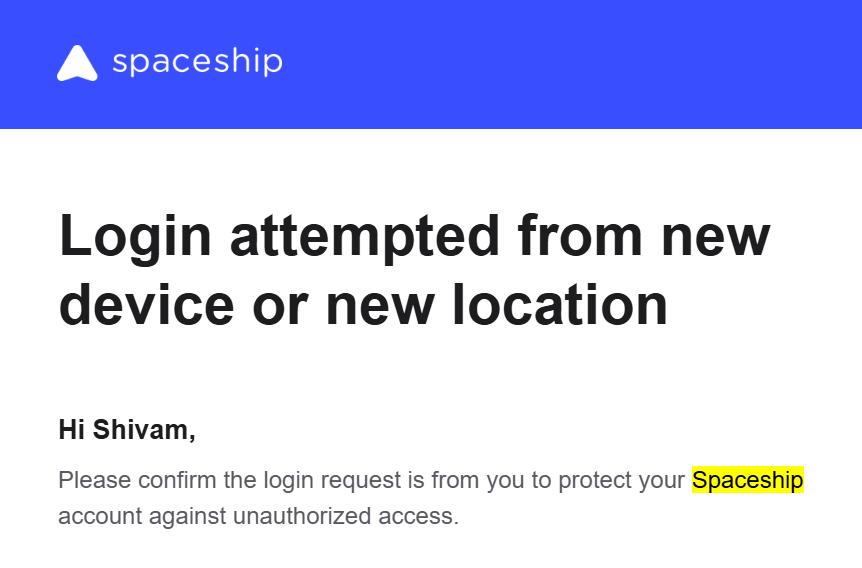 spaceship
Login attempted from new
device or new location
Hi Shivam,
Please confirm the login request is from you to protect your Spaceship
account against unauthorized access.